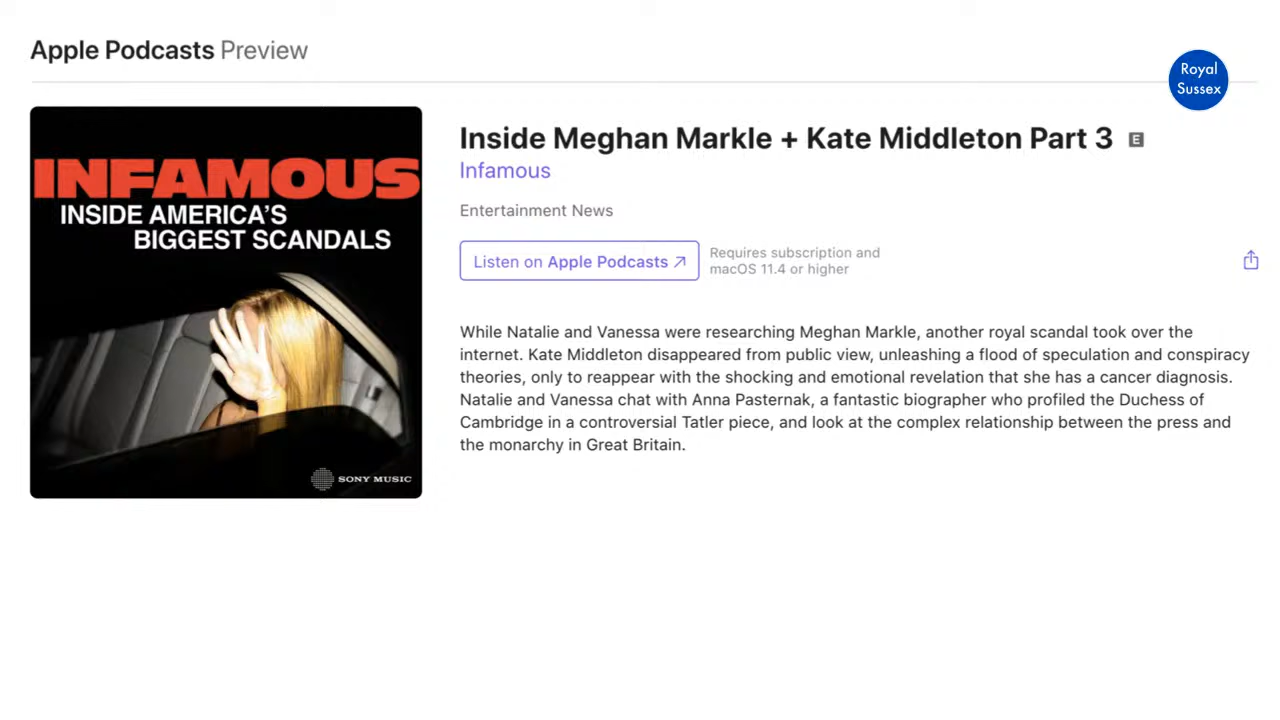 Apple Podcasts Preview
Royal
Sussex
INFAMOUS
INSIDE AMERICA'S
BIGGEST SCANDALS
SONY MUSIC
Inside Meghan Markle + Kate Middleton Part 3 E
Infamous
Entertainment News
Listen on Apple Podcasts ↗
Requires subscription and
macOS 11.4 or higher
While Natalie and Vanessa were researching Meghan Markle, another royal scandal took over the
internet. Kate Middleton disappeared from public view, unleashing a flood of speculation and conspiracy
theories, only to reappear with the shocking and emotional revelation that she has a cancer diagnosis.
Natalie and Vanessa chat with Anna Pasternak, a fantastic biographer who profiled the Duchess of
Cambridge in a controversial Tatler piece, and look at the complex relationship between the press and
the monarchy in Great Britain.